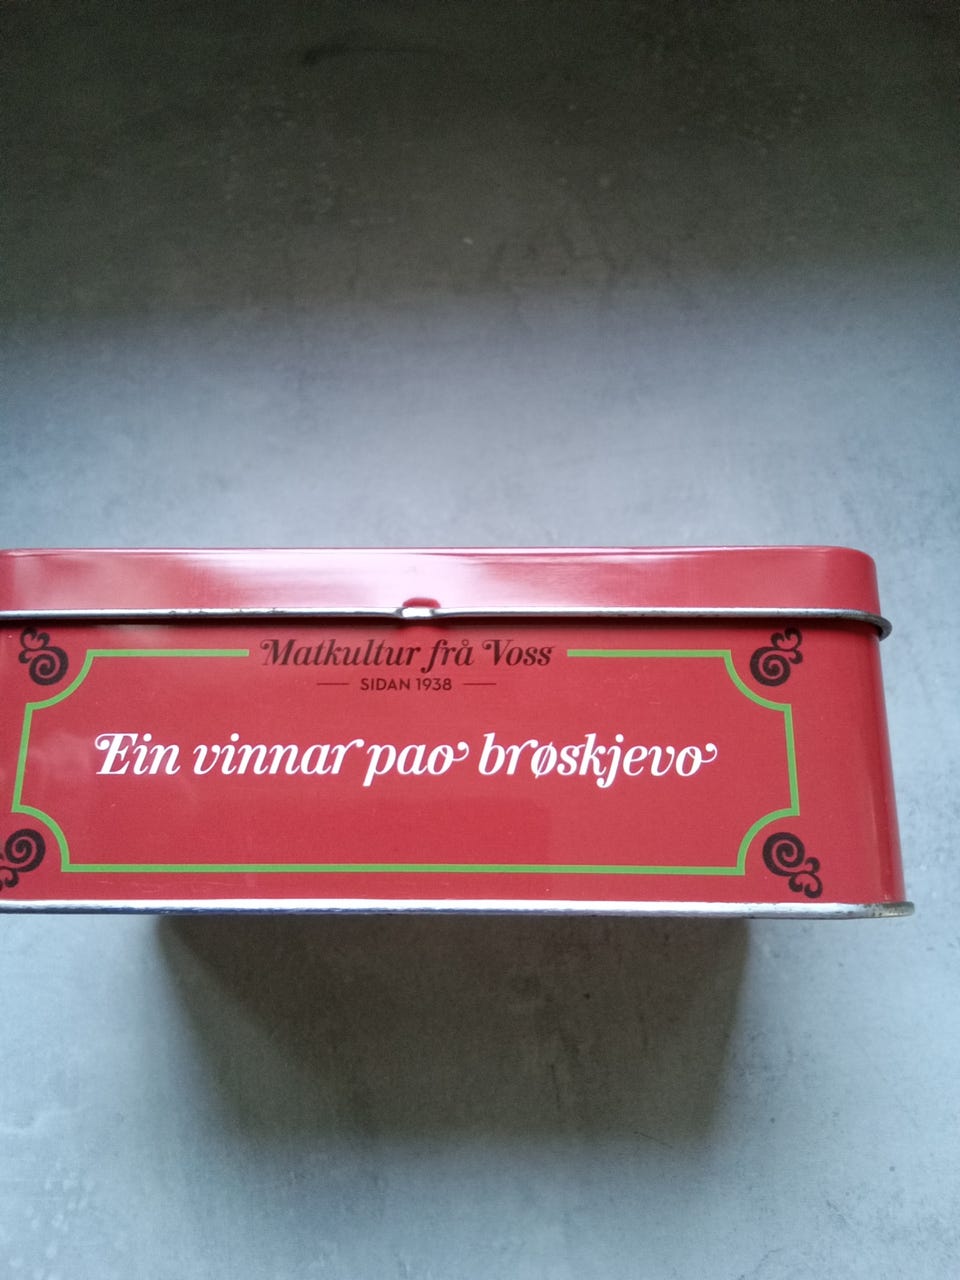 Matkultur frå Voss
SIDAN 1938
Ein vinnar pao brøskjevo